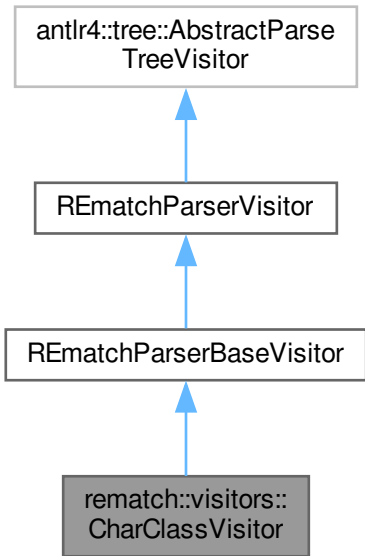 antlr4::tree::AbstractParse
TreeVisitor
REmatchParserVisitor
REmatchParserBaseVisitor
rematch::visitors::
CharClassVisitor